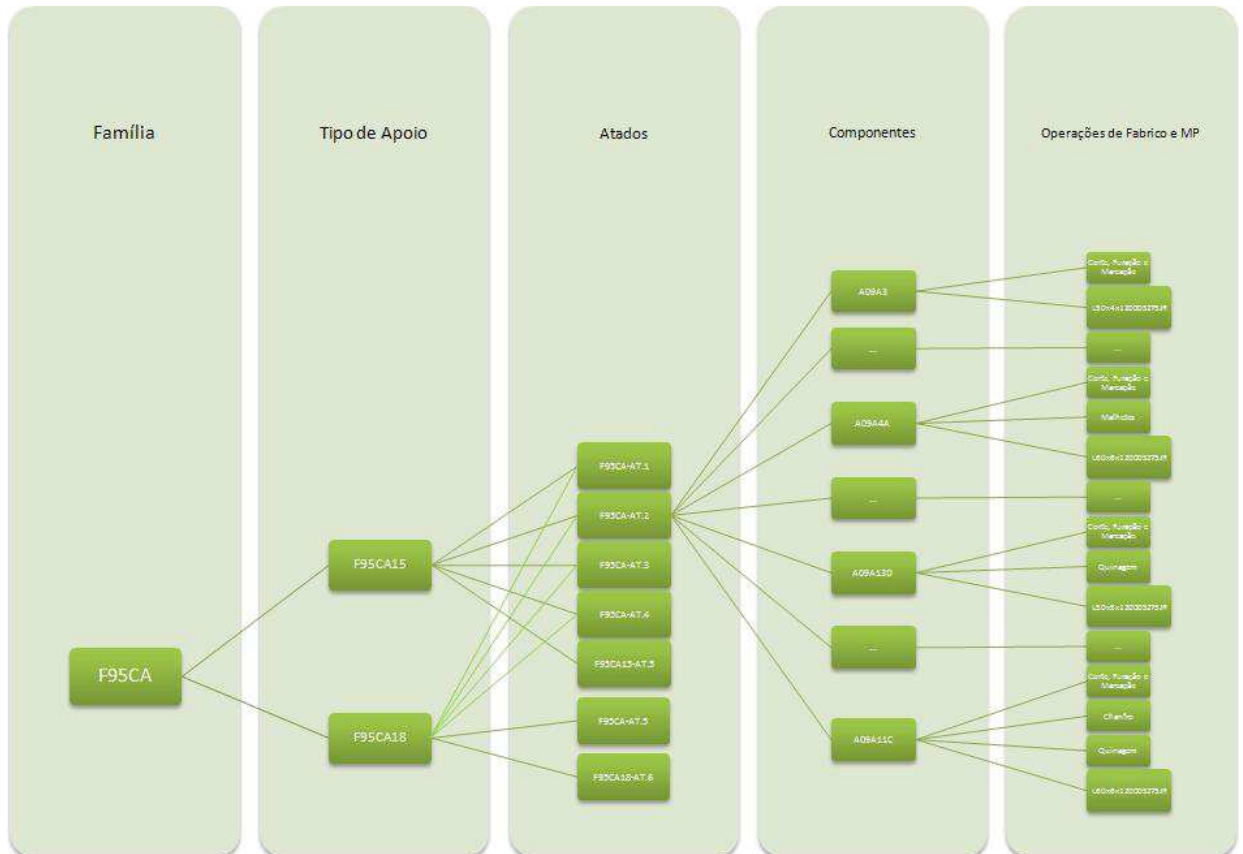 Família
Tipo de Apoio
Atados
Componentes
Operações de Fabrico e MP
F95CA
F95CA15
F95CA18
F95CA-AT.1
F95CA-AT.2
F95CA-AT.3
F95CA-AT.4
F95CA15-AT.5
F95CA-AT.5
F95CA18-AT.6
A09A3
...
A09A4A
...
A09A13D
...
A09A11C
Corte, Furação e
Marcação
...
Corte, Furação e
Marcação
...
Corte, Furação e
Marcação
Quinagem
...
Corte, Furação e
Marcação
Chanfro
Quinagem